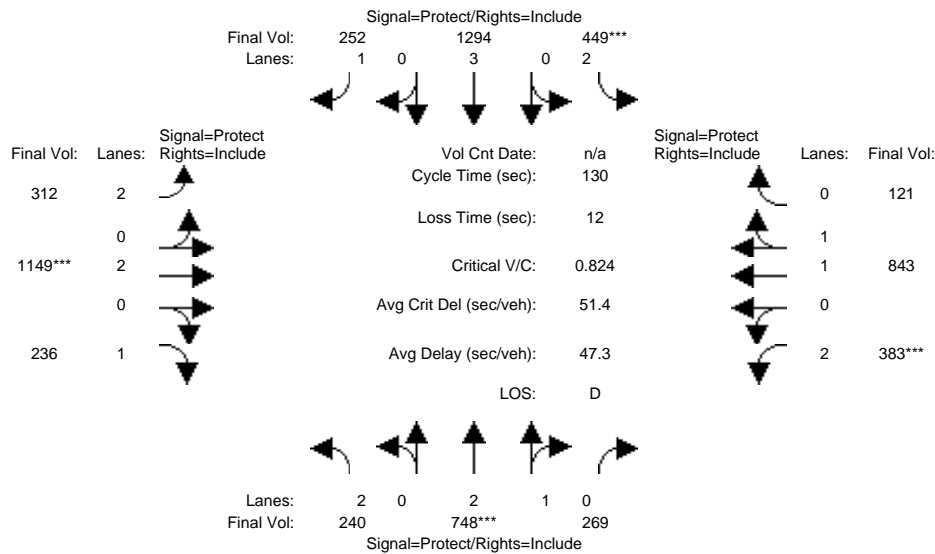 Signal=Protect/Rights=Include
Final Vol: 252 1294 449***
Lanes: 1 0 3 0 2
Signal=Protect
Final Vol: Lanes: Rights=Include
Vol Cnt Date: n/a
Signal=Protect
Rights=Include Lanes: Final Vol:
Cycle Time (sec): 130
312 2
0 121
Loss Time (sec): 12
0
1
1149*** 2
Critical V/C: 0.824
1 843
0
Avg Crit Del (sec/veh): 51.4
0
236 1
Avg Delay (sec/veh): 47.3
2 383***
LOS: D
Lanes: 2 0 2 1 0
Final Vol: 240 748*** 269
Signal=Protect/Rights=Include